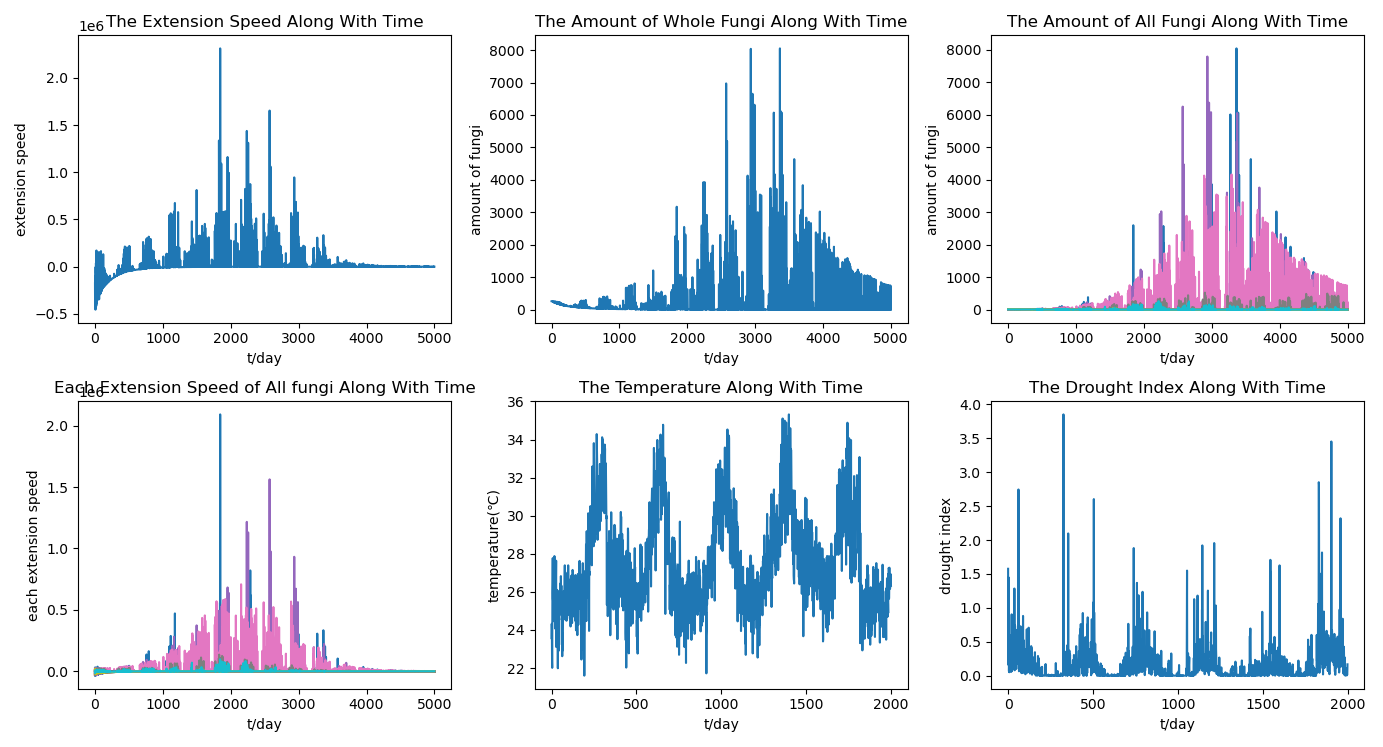 The Extension Speed Along With Time
1e6
2.0
1.5
1.0
0.5
0.0
−0.5
extension speed
0 1000 2000 3000 4000 5000
t/day
The Amount of Whole Fungi Along With Time
8000
7000
6000
5000
4000
3000
2000
1000
0
amount of fungi
0 1000 2000 3000 4000 5000
t/day
The Amount of All Fungi Along With Time
8000
7000
6000
5000
4000
3000
2000
1000
0
amount of fungi
0 1000 2000 3000 4000 5000
t/day
Each Extension Speed of All fungi Along With Time
1e6
2.0
1.5
1.0
0.5
0.0
each extension speed
0 1000 2000 3000 4000 5000
t/day
The Temperature Along With Time
36
34
32
30
28
26
24
22
temperature(℃)
0 500 1000 1500 2000
t/day
The Drought Index Along With Time
4.0
3.5
3.0
2.5
2.0
1.5
1.0
0.5
0.0
drought index
0 500 1000 1500 2000
t/day